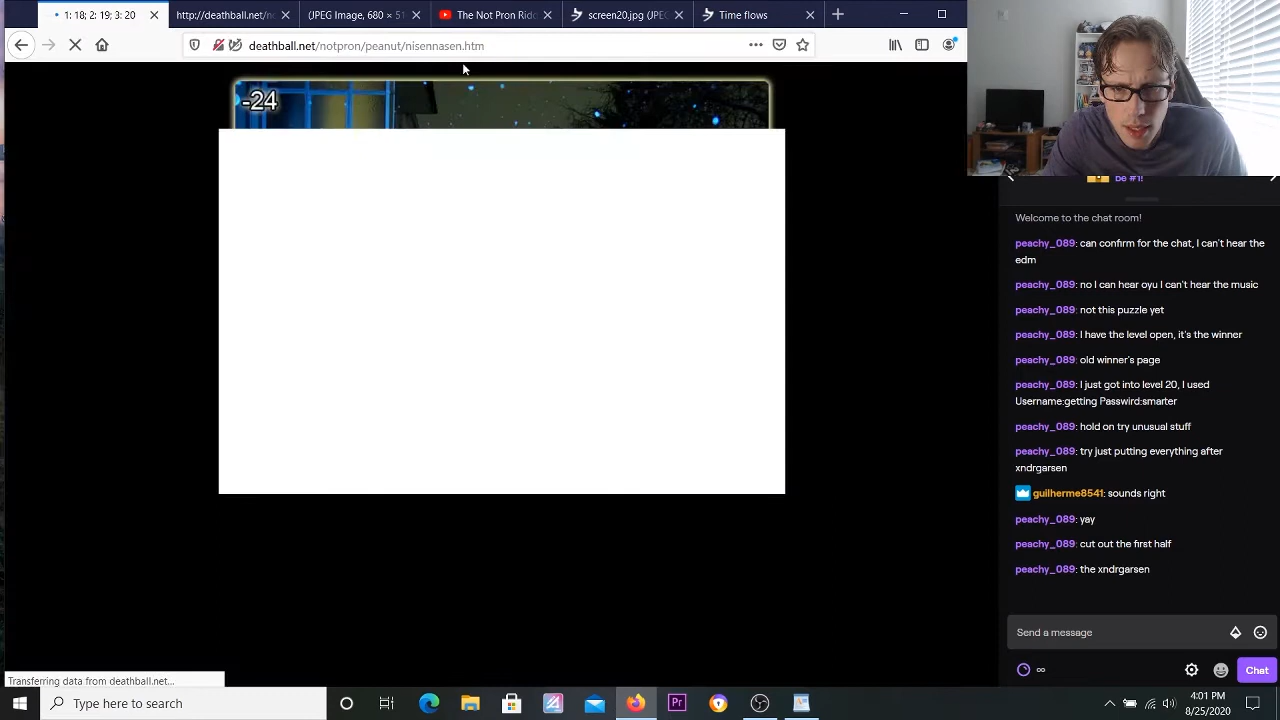 1: 18; 2: 19; 3: 20
http://deathball.net/n
(JPEG Image, 680 × 51
The Not Pron Rid
screen20.jpg (JPE
Time flows
deathball.net/notpron/peanut/nisennasen.htm
-24
be #1!
Welcome to the chat room!
peachy_089: can confirm for the chat, I can't hear the
edm
peachy_089: no I can hear oyu I can't hear the music
peachy_089: not this puzzle yet
peachy_089: I have the level open, it's the winner
peachy_089: old winner's page
peachy_089: I just got into level 20, I used
Username:getting Passwird:smarter
peachy_089: hold on try unusual stuff
peachy_089: try just putting everything after
xndrgarsen
guilherme8541: sounds right
peachy_089: yay
peachy_089: cut out the first half
peachy_089: the xndrgarsen
Send a message
∞
Chat
Transferring data from deathball.net...
Type here to search
Pr
4:01 PM
8/25/2020